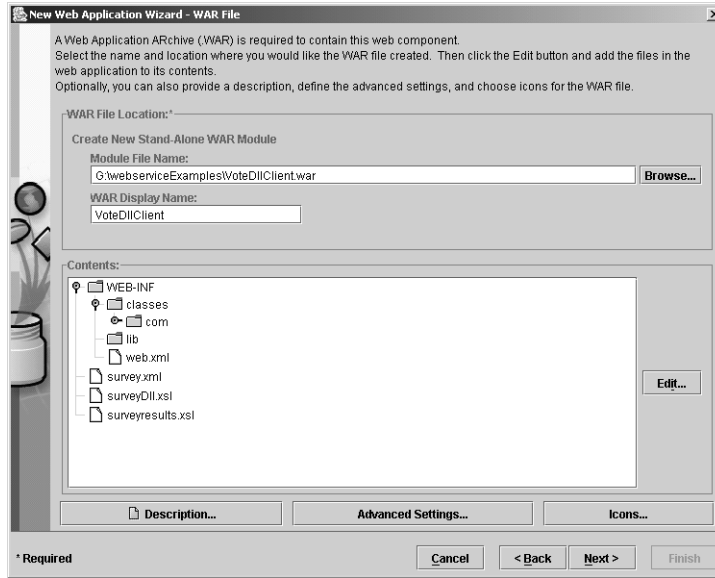 New Web Application Wizard - WAR File
A Web Application ARchive (.WAR) is required to contain this web component.
Select the name and location where you would like the WAR file created. Then click the Edit button and add the files in the
web application to its contents.
Optionally, you can also provide a description, define the advanced settings, and choose icons for the WAR file.
WAR File Location:*
Create New Stand-Alone WAR Module
Module File Name:
G:\webserviceExamples\VoteDIIClient.war
Browse...
WAR Display Name:
VoteDIIClient
Contents:
WEB-INF
classes
com
lib
web.xml
survey.xml
surveyDII.xsl
surveyresults.xsl
Edit...
Description...
Advanced Settings...
Icons...
* Required
Cancel
< Back
Next >
Finish